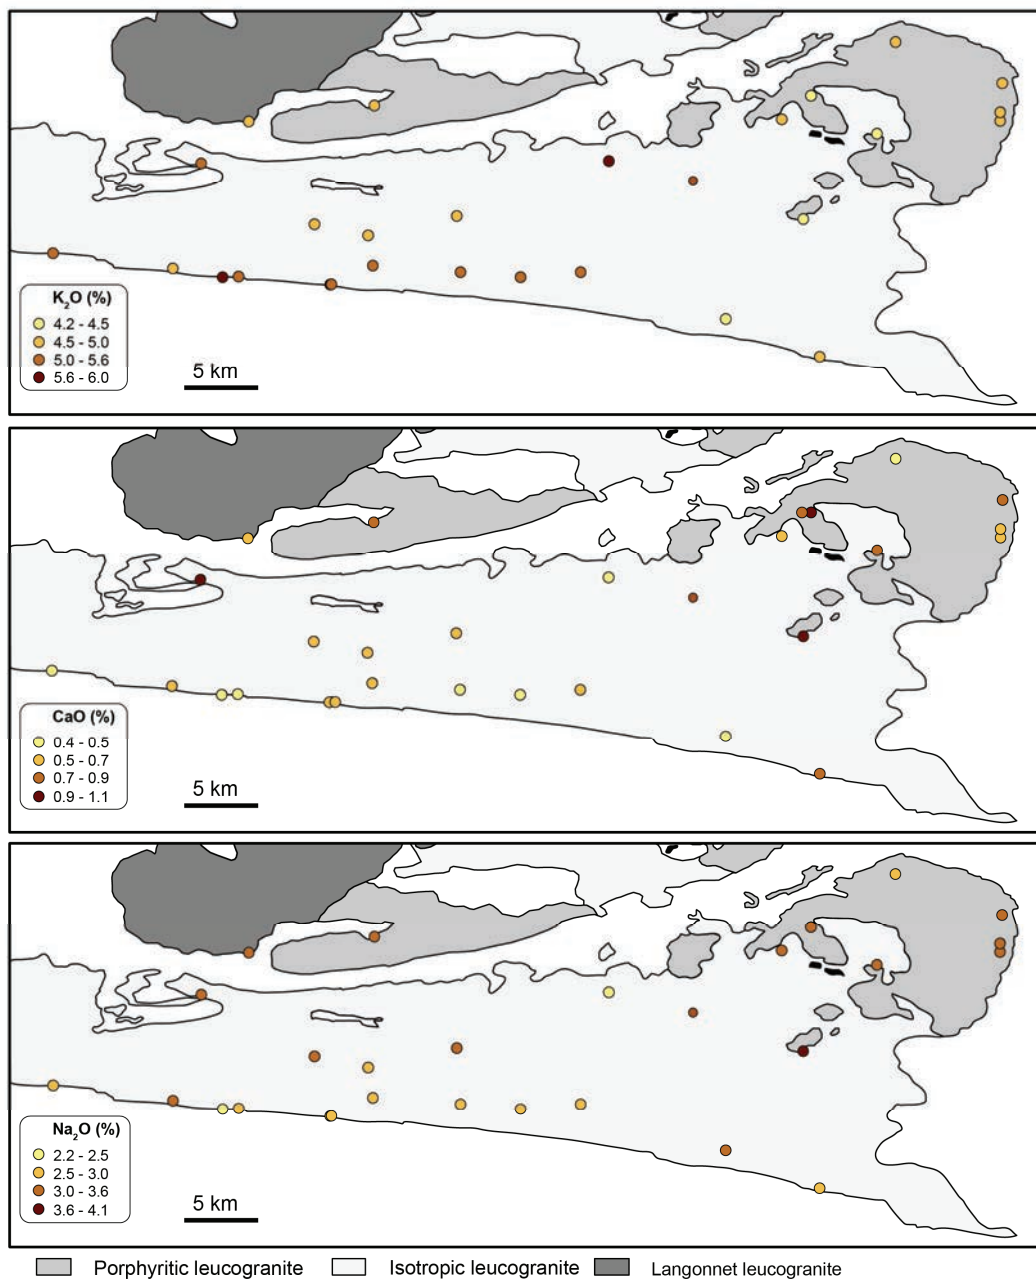 K₂O (%)
4.2 - 4.5
4.5 - 5.0
5.0 - 5.6
5.6 - 6.0
5 km
CaO (%)
0.4 - 0.5
0.5 - 0.7
0.7 - 0.9
0.9 - 1.1
5 km
Na₂O (%)
2.2 - 2.5
2.5 - 3.0
3.0 - 3.6
3.6 - 4.1
5 km
Porphyritic leucogranite Isotropic leucogranite Langonnet leucogranite